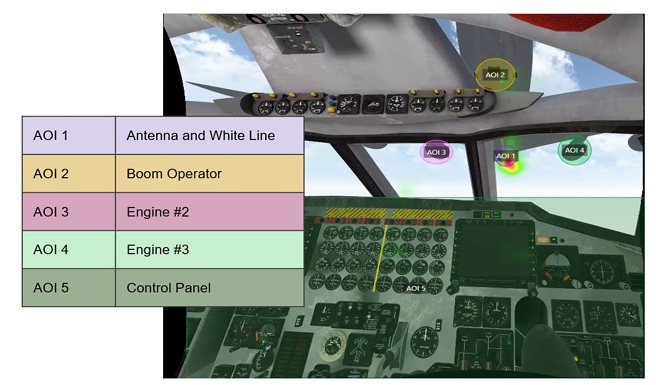 AOI 1 Antenna and White Line
AOI 2 Boom Operator
AOI 3 Engine #2
AOI 4 Engine #3
AOI 5 Control Panel
AOI 2
AOI 3
AOI 1
AOI 4
AOI 5